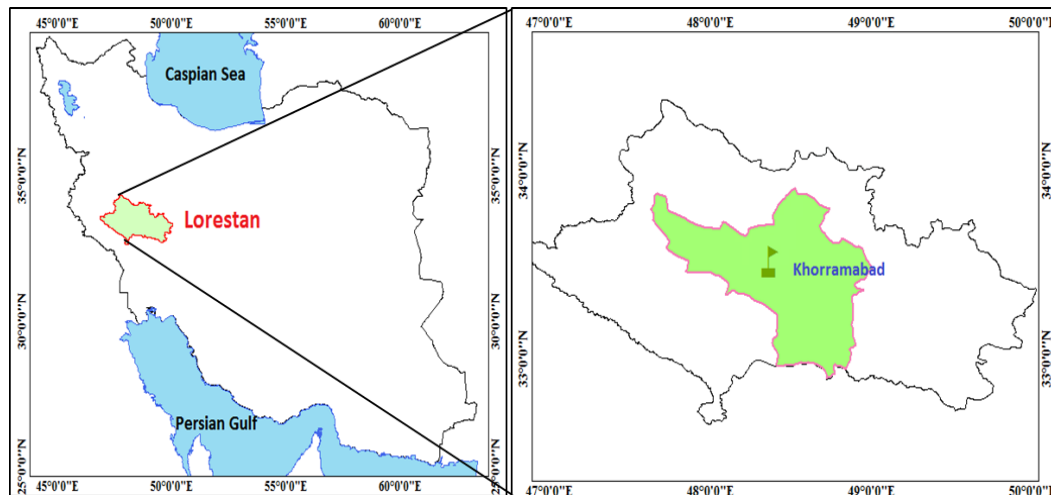 45°0'0"E 50°0'0"E 55°0'0"E 60°0'0"E
Caspian Sea
35°0'0"N 35°0'0"N
Lorestan
30°0'0"N 30°0'0"N
Persian Gulf
25°0'0"N 25°0'0"N
45°0'0"E 50°0'0"E 55°0'0"E 60°0'0"E
47°0'0"E 48°0'0"E 49°0'0"E 50°0'0"E
34°0'0"N 34°0'0"N
Khorramabad
33°0'0"N 33°0'0"N
47°0'0"E 48°0'0"E 49°0'0"E 50°0'0"E